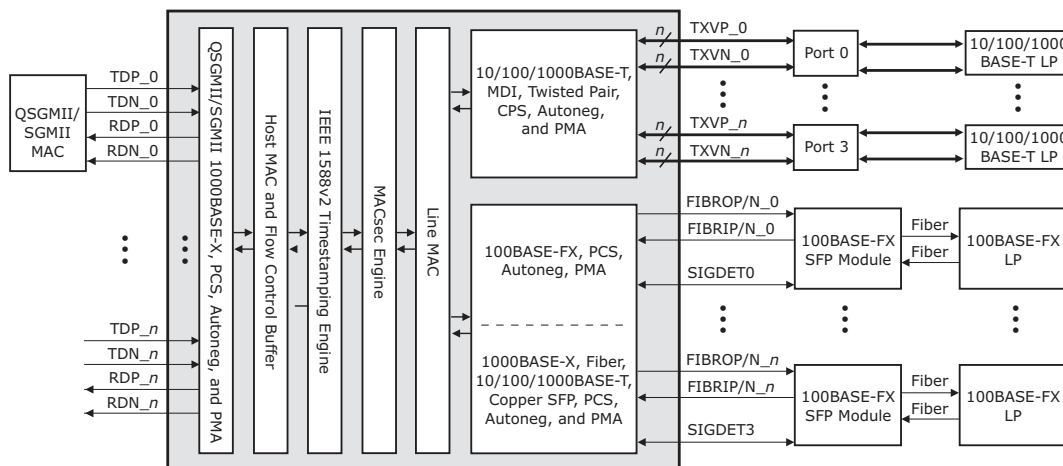 QSGMII/
SGMII
MAC
TDP_0
TDN_0
RDP_0
RDN_0
TDP_n
TDN_n
RDP_n
RDN_n
QSGMII/SGMII 1000BASE-X, PCS, Autoneg, and PMA
Host MAC and Flow Control Buffer
IEEE 1588v2 Timestamping Engine
MACsec Engine
Line MAC
10/100/1000BASE-T,
MDI, Twisted Pair,
CPS, Autoneg,
and PMA
100BASE-FX, PCS,
Autoneg, PMA
1000BASE-X, Fiber,
10/100/1000BASE-T,
Copper SFP, PCS,
Autoneg, and PMA
n
TXVP_0
n
TXVN_0
n
TXVP_n
n
TXVN_n
Port 0
Port 3
10/100/1000
BASE-T LP
10/100/1000
BASE-T LP
FIBROP/N_0
FIBRIP/N_0
SIGDET0
100BASE-FX
SFP Module
Fiber
Fiber
100BASE-FX
LP
FIBROP/N_n
FIBRIP/N_n
SIGDET3
100BASE-FX
SFP Module
Fiber
Fiber
100BASE-FX
LP